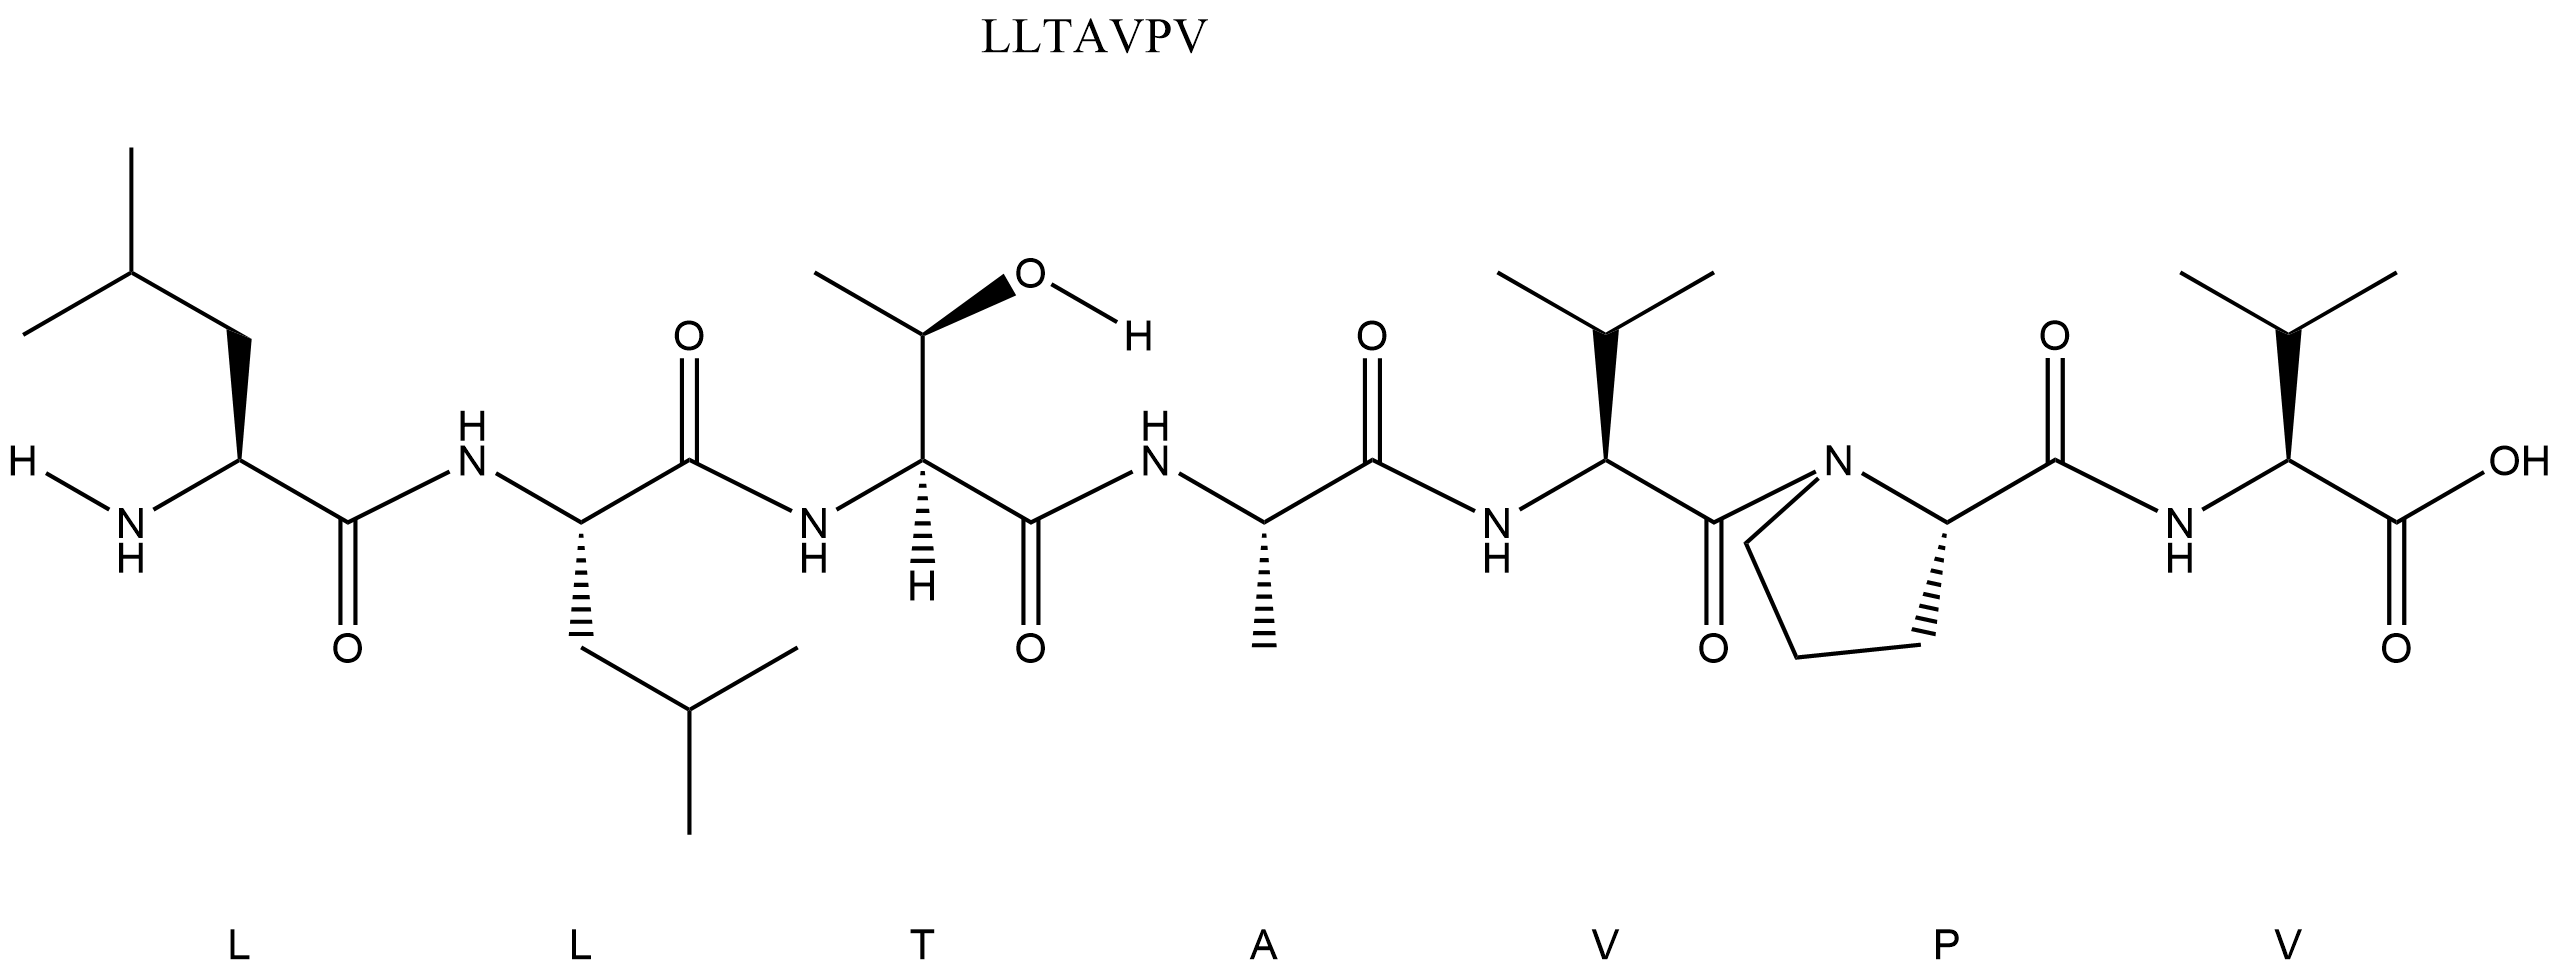 LLTAVPV
O H
O O O
H H
H N N N O OH
N N N N
H H H H H
O O O O
L L T A V P V